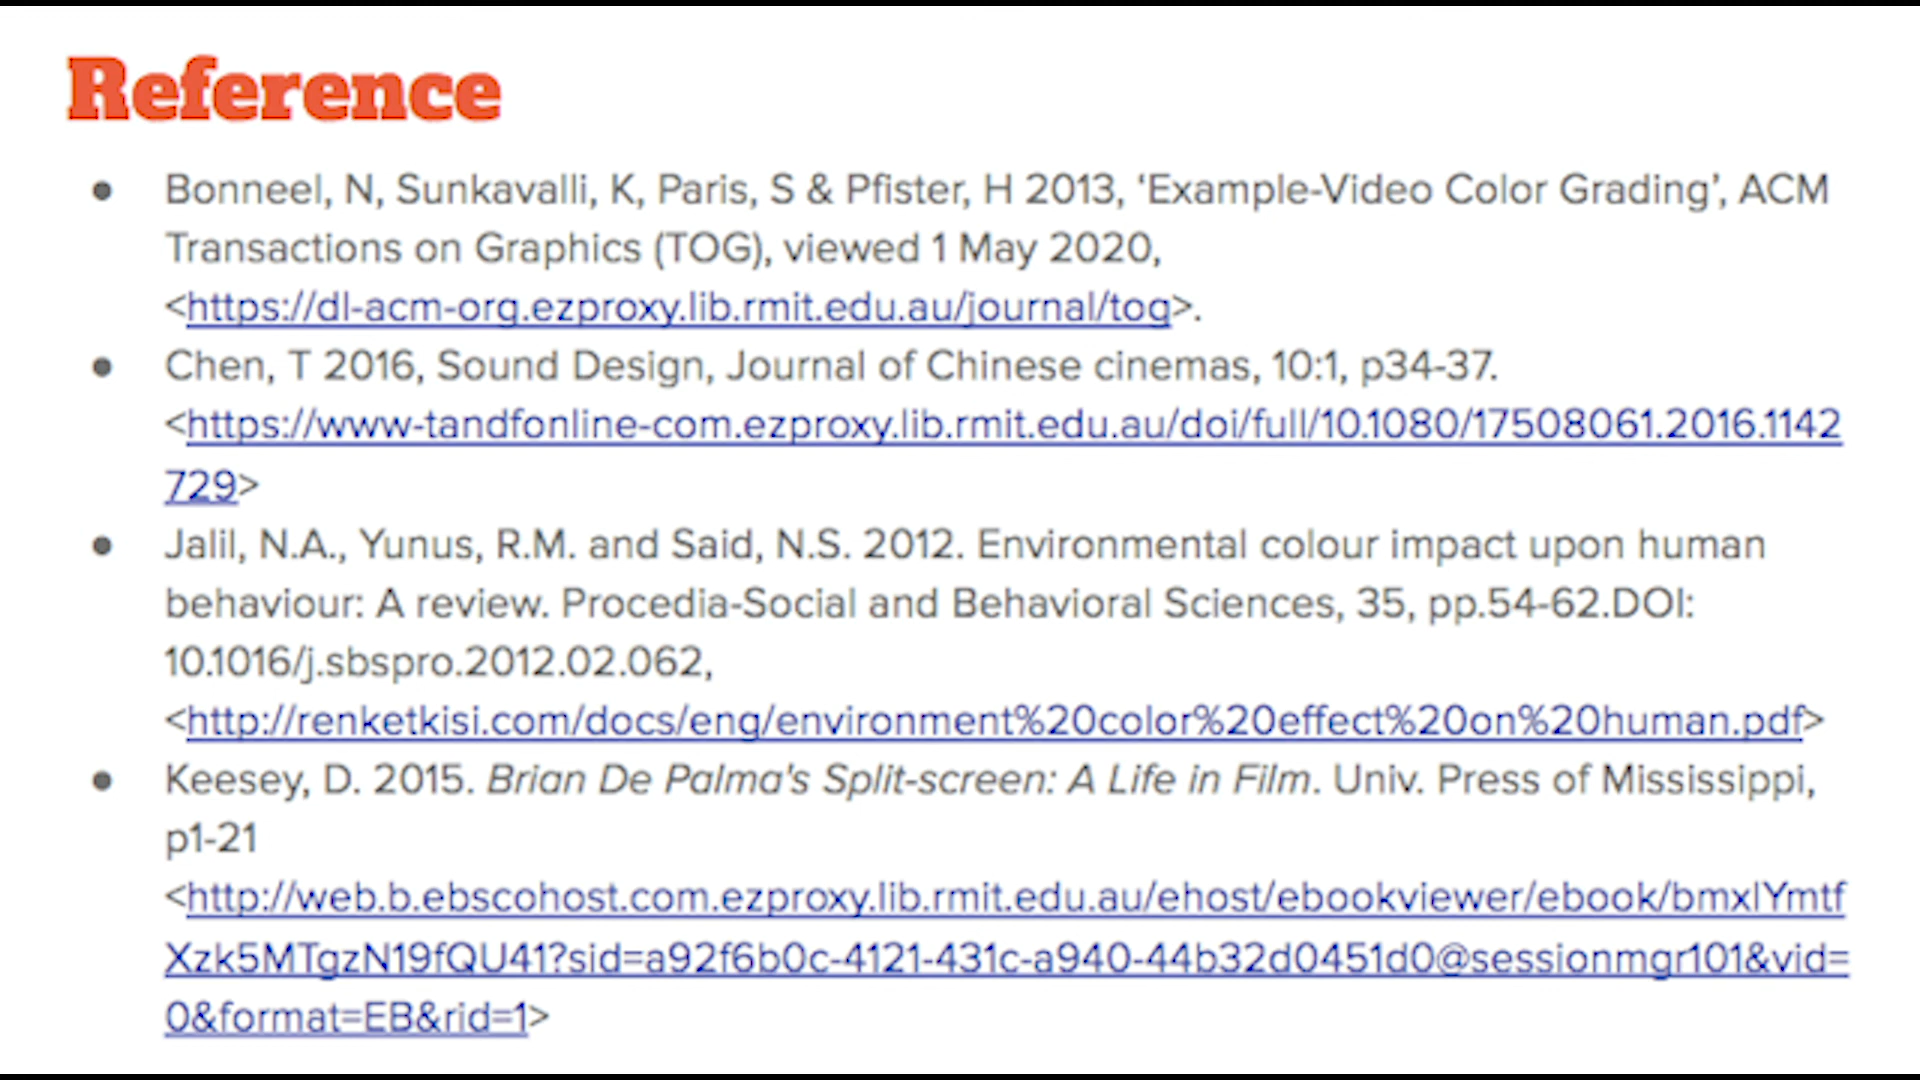 Reference
● Bonneel, N, Sunkavalli, K, Paris, S & Pfister, H 2013, ‘Example-Video Color Grading’, ACM
Transactions on Graphics (TOG), viewed 1 May 2020,
<https://dl-acm-org.ezproxy.lib.rmit.edu.au/journal/tog>.
● Chen, T 2016, Sound Design, Journal of Chinese cinemas, 10:1, p34-37.
<https://www-tandfonline-com.ezproxy.lib.rmit.edu.au/doi/full/10.1080/17508061.2016.1142
729>
● Jalil, N.A., Yunus, R.M. and Said, N.S. 2012. Environmental colour impact upon human
behaviour: A review. Procedia-Social and Behavioral Sciences, 35, pp.54-62.DOI:
10.1016/j.sbspro.2012.02.062,
<http://renketkisi.com/docs/eng/environment%20color%20effect%20on%20human.pdf>
● Keesey, D. 2015. Brian De Palma's Split-screen: A Life in Film. Univ. Press of Mississippi,
p1-21
<http://web.b.ebscohost.com.ezproxy.lib.rmit.edu.au/ehost/ebookviewer/ebook/bmxlYmtf
Xzk5MTgzN19fQU41?sid=a92f6b0c-4121-431c-a940-44b32d0451d0@sessionmgr101&vid=
0&format=EB&rid=1>